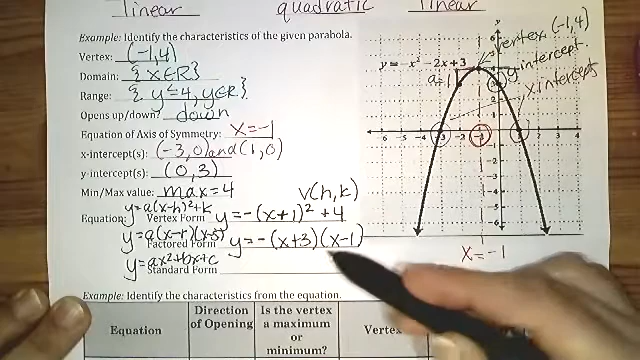 linear quadratic linear
Example: Identify the characteristics of the given parabola.
Vertex: (-1,4)
Domain: {x∈R}
Range: {y≤4, y∈R}
Opens up/down? down
Equation of Axis of Symmetry: x=-1
x-intercept(s): (-3,0) and (1,0)
y-intercept(s): (0,3)
Min/Max value: max=4
V(h,k)
Equation: y=a(x-h)²+k
Vertex Form y=-(x+1)²+4
y=a(x-r)(x-s)
Factored Form y=-(x+3)(x-1)
y=ax²+bx+c
Standard Form
y = -x² - 2x + 3
a=-1
vertex (-1,4)
y intercept
x intercepts
x=-1
Example: Identify the characteristics from the equation.
Equation
Direction of Opening
Is the vertex a maximum or minimum?